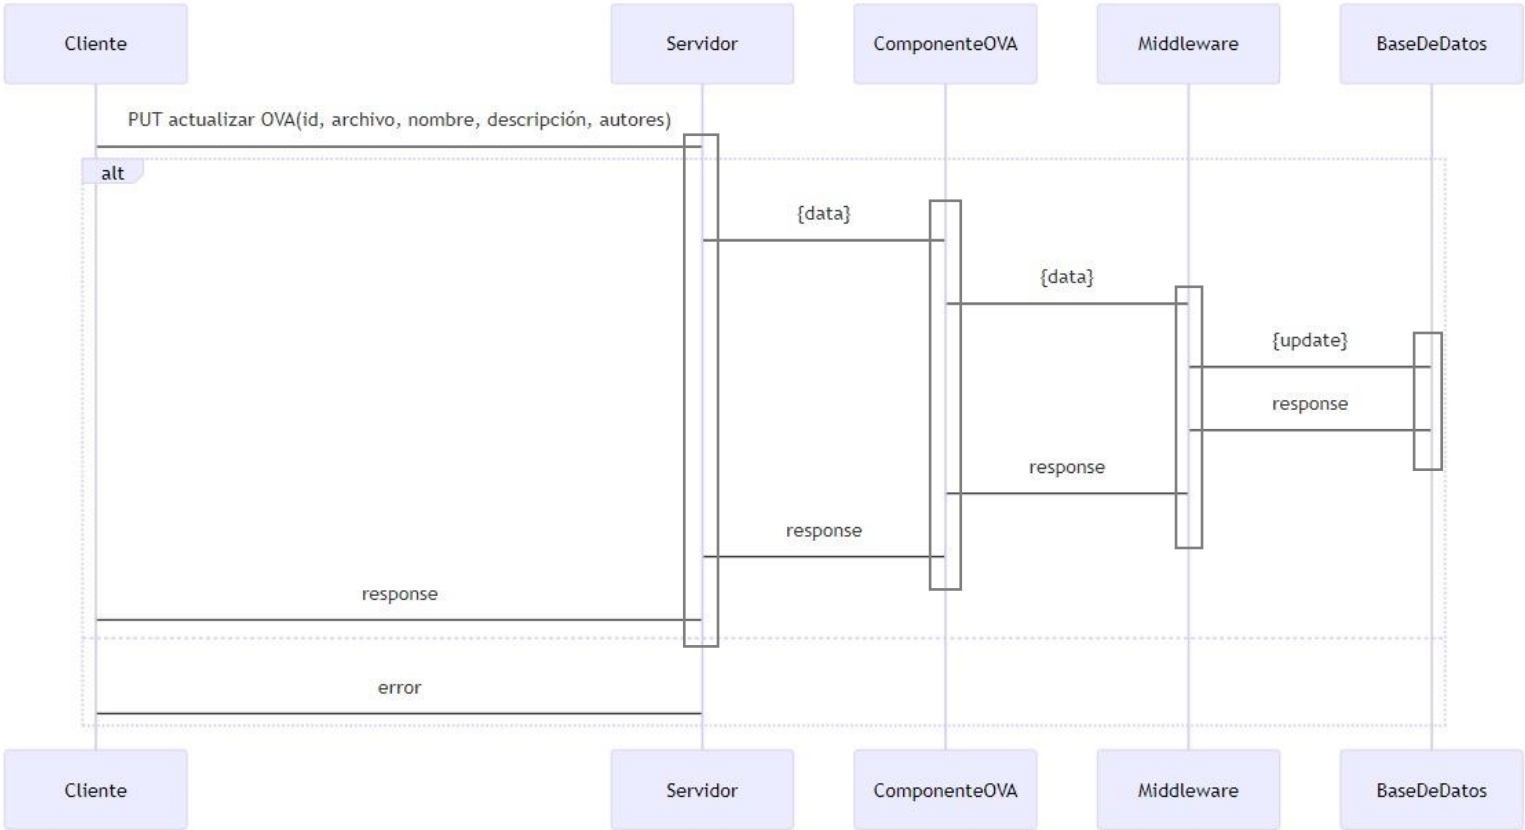 Cliente
Servidor
ComponenteOVA
Middleware
BaseDeDatos
PUT actualizar OVA(id, archivo, nombre, descripción, autores)
alt
{data}
{data}
{update}
response
response
response
response
error
Cliente
Servidor
ComponenteOVA
Middleware
BaseDeDatos